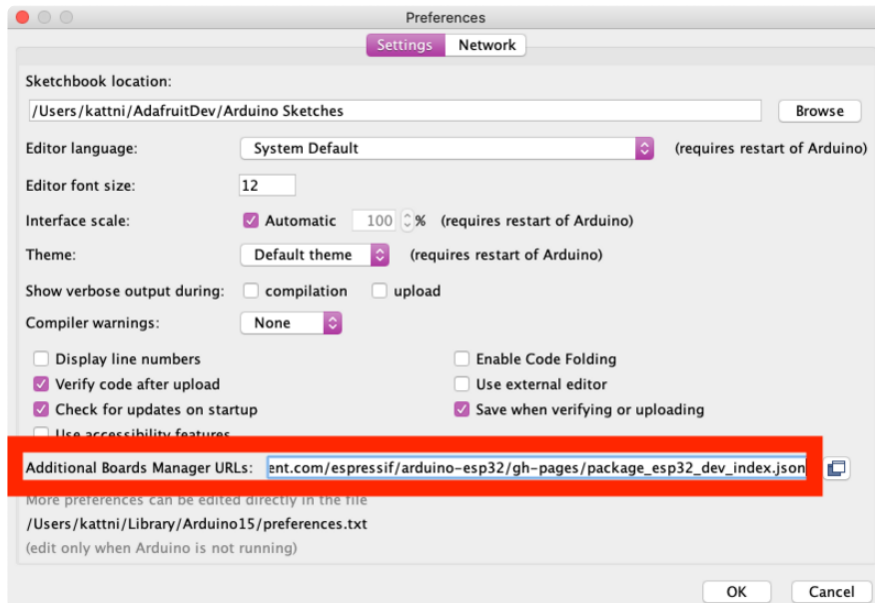 Preferences
Settings Network
Sketchbook location:
/Users/kattni/AdafruitDev/Arduino Sketches Browse
Editor language: System Default (requires restart of Arduino)
Editor font size: 12
Interface scale: Automatic 100 % (requires restart of Arduino)
Theme: Default theme (requires restart of Arduino)
Show verbose output during: compilation upload
Compiler warnings: None
Display line numbers Enable Code Folding
Verify code after upload Use external editor
Check for updates on startup Save when verifying or uploading
Use accessibility features
Additional Boards Manager URLs: ent.com/espressif/arduino-esp32/gh-pages/package_esp32_dev_index.json
More preferences can be edited directly in the file
/Users/kattni/Library/Arduino15/preferences.txt
(edit only when Arduino is not running)
OK Cancel